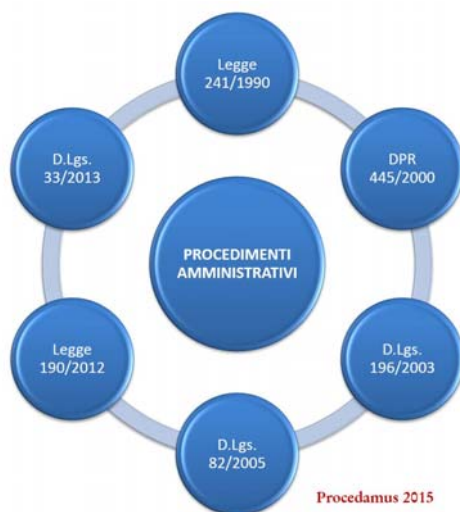 Legge
241/1990
DPR
445/2000
D.Lgs.
196/2003
D.Lgs.
82/2005
Legge
190/2012
D.Lgs.
33/2013
PROCEDIMENTI
AMMINISTRATIVI
Procedamus 2015